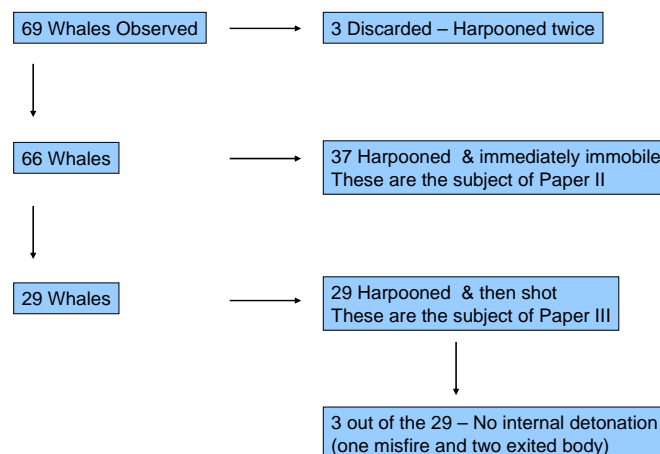 69 Whales Observed
3 Discarded – Harpooned twice
66 Whales
37 Harpooned & immediately immobile
These are the subject of Paper II
29 Whales
29 Harpooned & then shot
These are the subject of Paper III
3 out of the 29 – No internal detonation
(one misfire and two exited body)